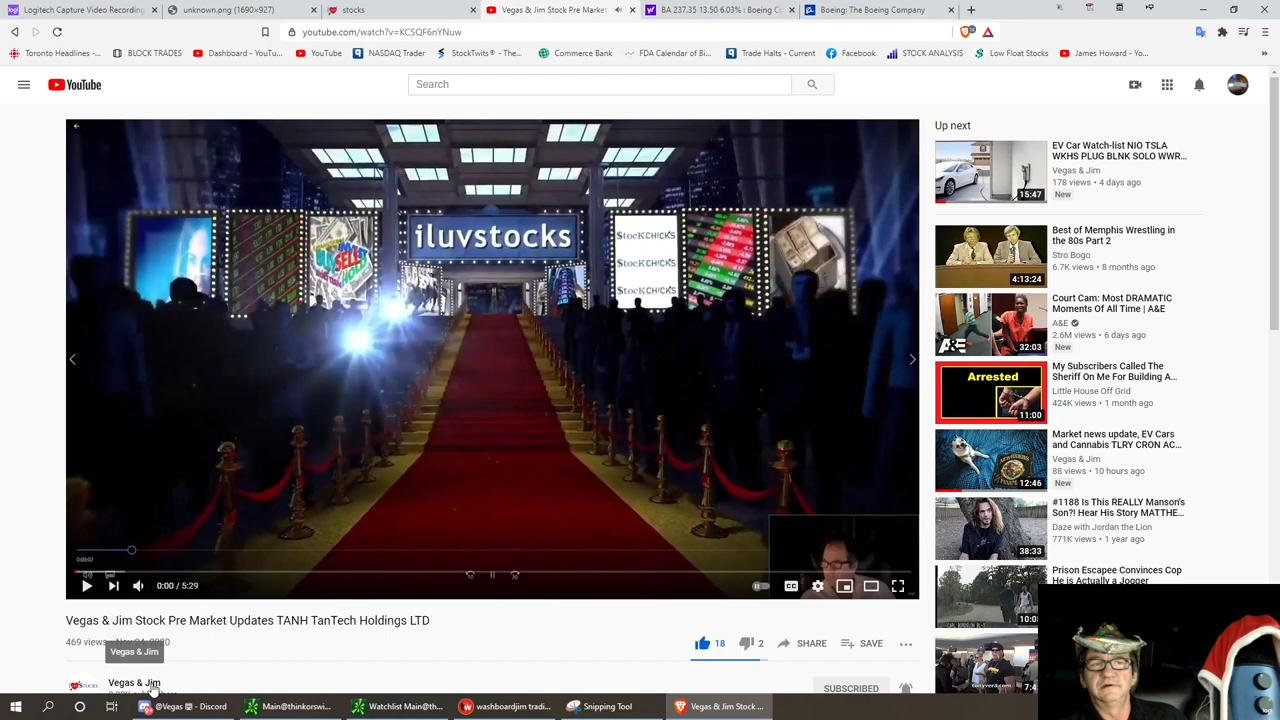 Logitech Capture Video Recording
unknown.png (1690×927)
stocks
Vegas & Jim Stock Pre Market
BA 237.35 13.50 6.03% : Boeing C
Boeing: The Boeing Company
youtube.com/watch?v=KCSQF6nYNuw
Toronto Headlines...
BLOCK TRADES
Dashboard - YouTu...
YouTube
NASDAQ Trader
StockTwits® - The...
Commerce Bank
FDA Calendar of Bi...
Trade Halts - Current
Facebook
STOCK ANALYSIS
Low Float Stocks
James Howard - Yo...
YouTube
Search
Up next
iluvstocks
StocKCHiCKS
StocKCHiCKS
StocKCHiCKS
EV Car Watch-list NIO TSLA
WKHS PLUG BLNK SOLO WWR...
Vegas & Jim
178 views • 4 days ago
New
15:47
Best of Memphis Wrestling in
the 80s Part 2
Stro Bogo
6.7K views • 8 months ago
4:13:24
Court Cam: Most DRAMATIC
Moments Of All Time | A&E
A&E
2.6M views • 6 days ago
New
A&E
32:03
My Subscribers Called The
Sheriff On Me For Building A...
Little House Off Grid
424K views • 1 month ago
Arrested
11:00
Market news update, EV Cars
and Cannabis TLRY CRON AC...
Vegas & Jim
88 views • 10 hours ago
New
12:46
#1188 Is This REALLY Manson's
Son?! Hear His Story MATTHE...
Daze with Jordan the Lion
771K views • 1 year ago
38:33
Prison Escapee Convinces Cop
He is Actually a Jogger
0:00:02
0:00 / 5:29
CC
Vegas & Jim Stock Pre Market Updates TANH TanTech Holdings LTD
469 views
18
2
SHARE
SAVE
Vegas & Jim
Vegas & Jim
SUBSCRIBED
@Vegas - Discord
Main@thinkorswi...
Watchlist Main@th...
washboardjim tradi...
Snipping Tool
Vegas & Jim Stock ...